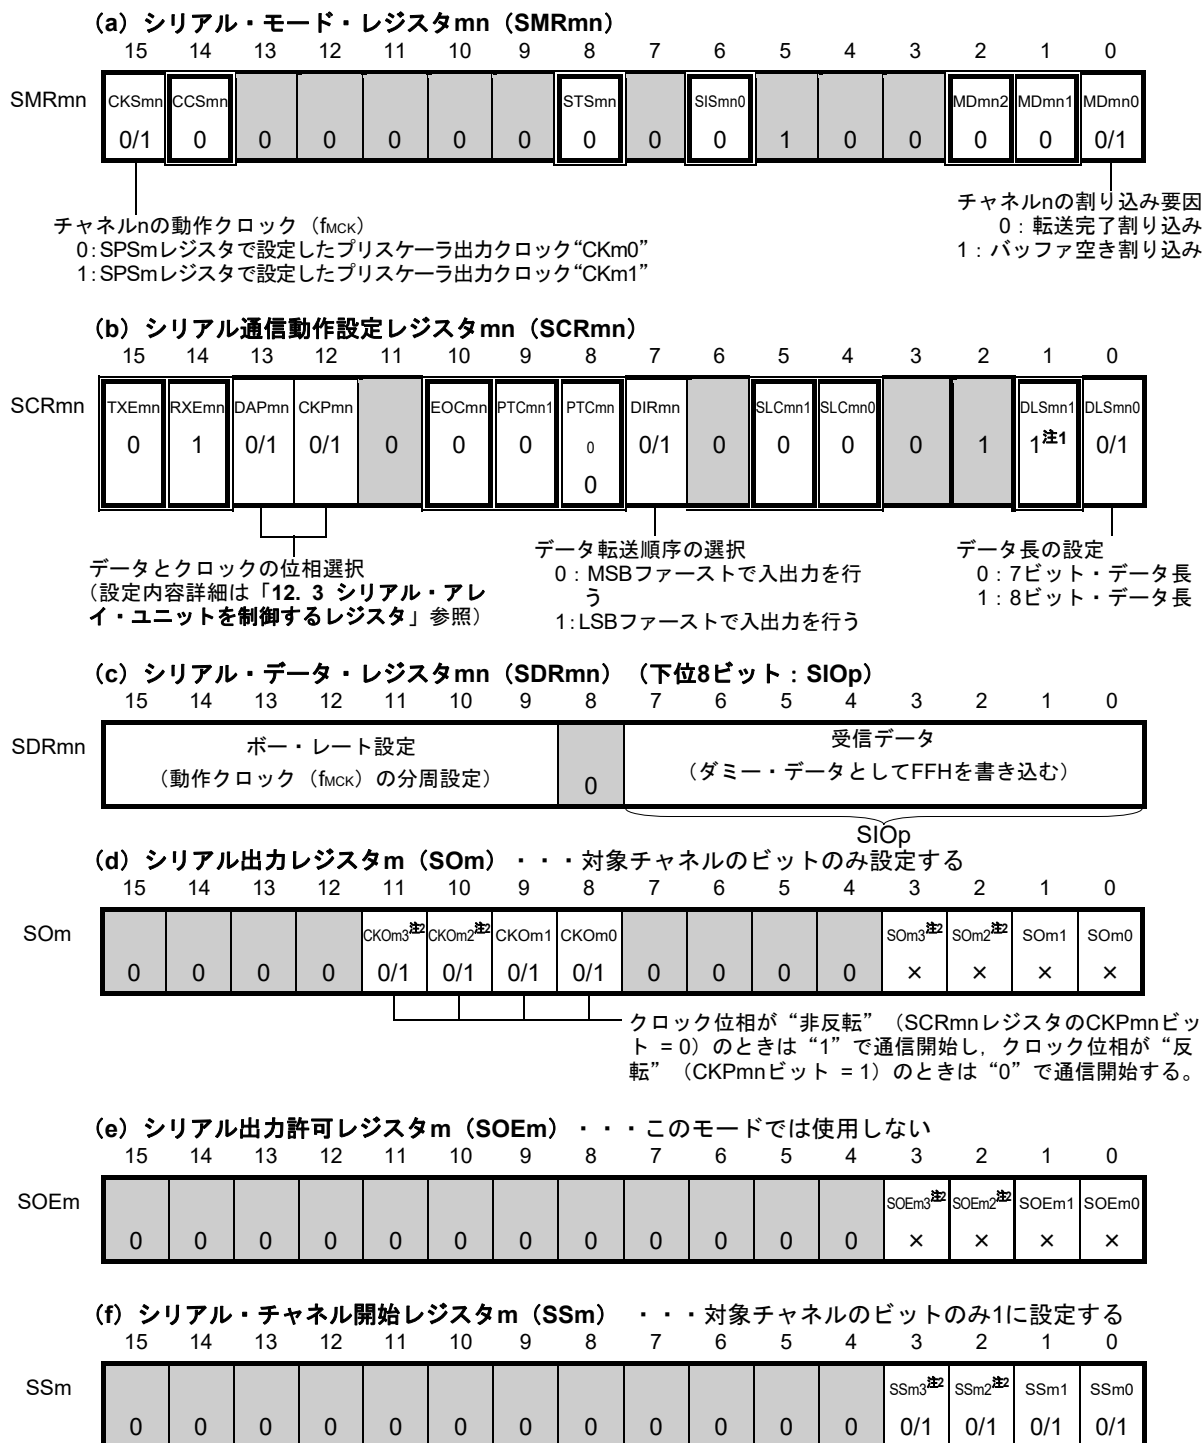 (a) シリアル・モード・レジスタmn（SMRmn）
15 14 13 12 11 10 9 8 7 6 5 4 3 2 1 0
SMRmn CKSmn CCSmn STSmn SISmn0 MDmn2 MDmn1 MDmn0
0/1 0 0 0 0 0 0 0 0 0 1 0 0 0 0 0/1
チャネルnの動作クロック（fMCK）
0：SPSmレジスタで設定したプリスケーラ出力クロック“CKm0”
1：SPSmレジスタで設定したプリスケーラ出力クロック“CKm1”
チャネルnの割り込み要因
0：転送完了割り込み
1：バッファ空き割り込み
(b) シリアル通信動作設定レジスタmn（SCRmn）
15 14 13 12 11 10 9 8 7 6 5 4 3 2 1 0
SCRmn TXEmn RXEmn DAPmn CKPmn EOCmn PTCmn1 PTCmn DIRmn SLCmn1 SLCmn0 DLSmn1 DLSmn0
0 1 0/1 0/1 0 0 0 0 0/1 0 0 0 0 1 1注1 0/1
0
データとクロックの位相選択
（設定内容詳細は「12. 3 シリアル・アレ
イ・ユニットを制御するレジスタ」参照）
データ転送順序の選択
0：MSBファーストで入出力を行
う
1：LSBファーストで入出力を行う
データ長の設定
0：7ビット・データ長
1：8ビット・データ長
(c) シリアル・データ・レジスタmn（SDRmn）（下位8ビット：SIOp）
15 14 13 12 11 10 9 8 7 6 5 4 3 2 1 0
SDRmn ボー・レート設定 受信データ
（動作クロック（fMCK）の分周設定） 0 （ダミー・データとしてFFHを書き込む）
SIOp
(d) シリアル出力レジスタm（SOm）・・・対象チャネルのビットのみ設定する
15 14 13 12 11 10 9 8 7 6 5 4 3 2 1 0
SOm CKOm3注2 CKOm2注2 CKOm1 CKOm0 SOm3注2 SOm2注2 SOm1 SOm0
0 0 0 0 0/1 0/1 0/1 0/1 0 0 0 0 × × × ×
クロック位相が“非反転”（SCRmnレジスタのCKPmnビッ
ト = 0）のときは“1”で通信開始し，クロック位相が“反
転”（CKPmnビット = 1）のときは“0”で通信開始する。
(e) シリアル出力許可レジスタm（SOEm）・・・このモードでは使用しない
15 14 13 12 11 10 9 8 7 6 5 4 3 2 1 0
SOEm SOEm3注2 SOEm2注2 SOEm1 SOEm0
0 0 0 0 0 0 0 0 0 0 0 0 × × × ×
(f) シリアル・チャネル開始レジスタm（SSm） ・・・対象チャネルのビットのみ1に設定する
15 14 13 12 11 10 9 8 7 6 5 4 3 2 1 0
SSm SSm3注2 SSm2注2 SSm1 SSm0
0 0 0 0 0 0 0 0 0 0 0 0 0/1 0/1 0/1 0/1